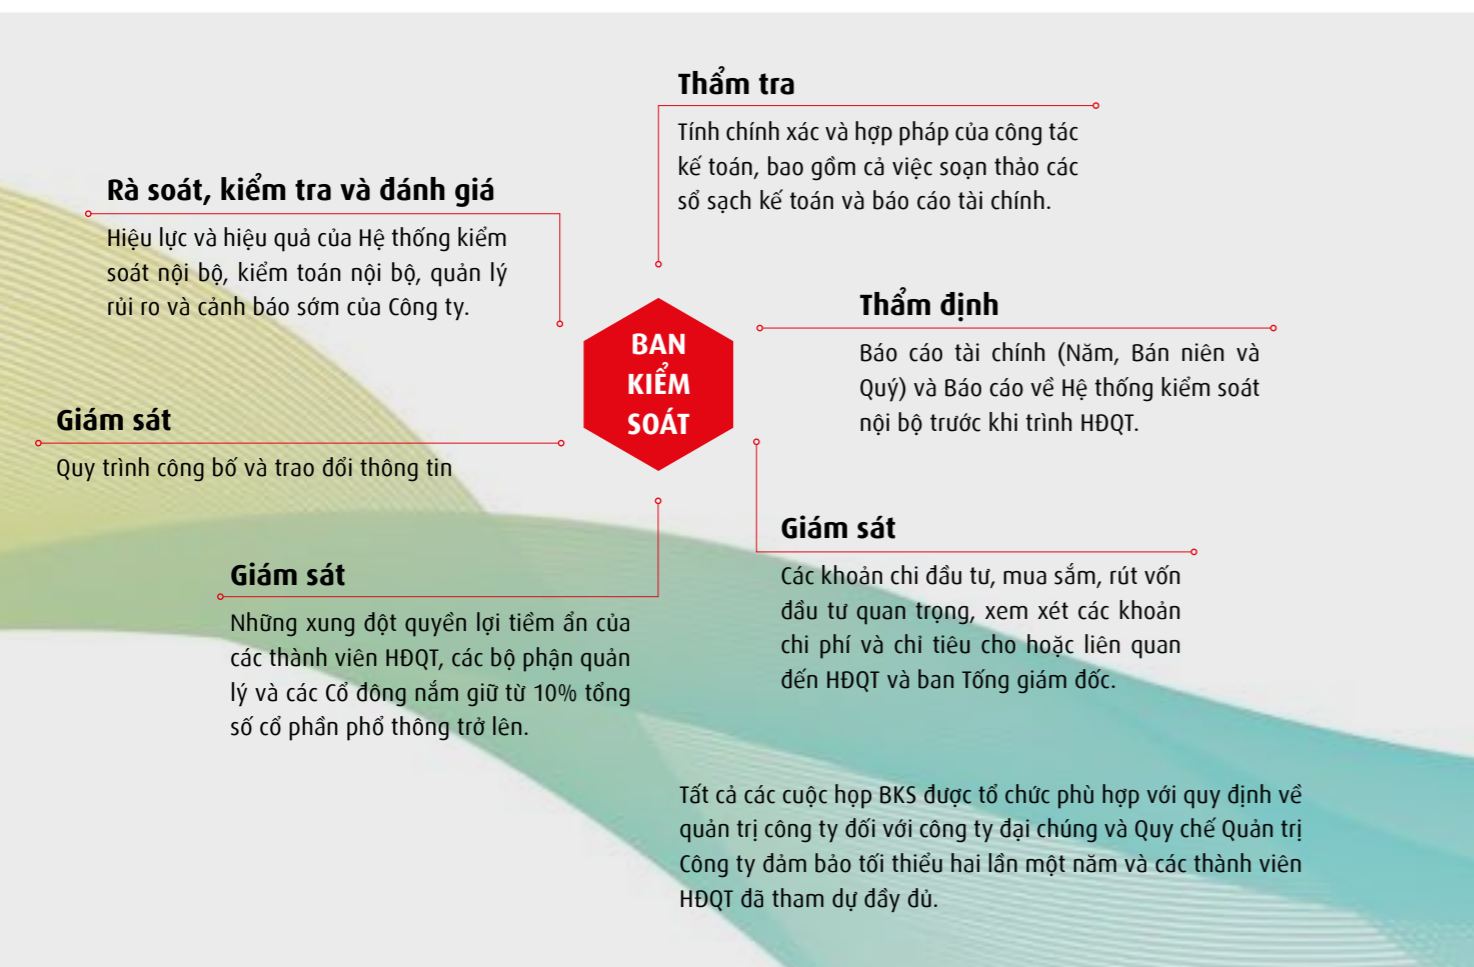 Thẩm tra
Tính chính xác và hợp pháp của công tác
kế toán, bao gồm cả việc soạn thảo các
sổ sạch kế toán và báo cáo tài chính.
Rà soát, kiểm tra và đánh giá
Hiệu lực và hiệu quả của Hệ thống kiểm
soát nội bộ, kiểm toán nội bộ, quản lý
rủi ro và cảnh báo sớm của Công ty.
BAN
KIỂM
SOÁT
Thẩm định
Báo cáo tài chính (Năm, Bán niên và
Quý) và Báo cáo về Hệ thống kiểm soát
nội bộ trước khi trình HĐQT.
Giám sát
Quy trình công bố và trao đổi thông tin
Giám sát
Các khoản chi đầu tư, mua sắm, rút vốn
đầu tư quan trọng, xem xét các khoản
chi phí và chỉ tiêu cho hoặc liên quan
đến HĐQT và ban Tổng giám đốc.
Giám sát
Những xung đột quyền lợi tiềm ẩn của
các thành viên HĐQT, các bộ phận quản
lý và các Cổ đông nắm giữ từ 10% tổng
số cổ phần phổ thông trở lên.
Tất cả các cuộc họp BKS được tổ chức phù hợp với quy định về
quản trị công ty đối với công ty đại chúng và Quy chế Quản trị
Công ty đảm bảo tối thiểu hai lần một năm và các thành viên
HĐQT đã tham dự đầy đủ.